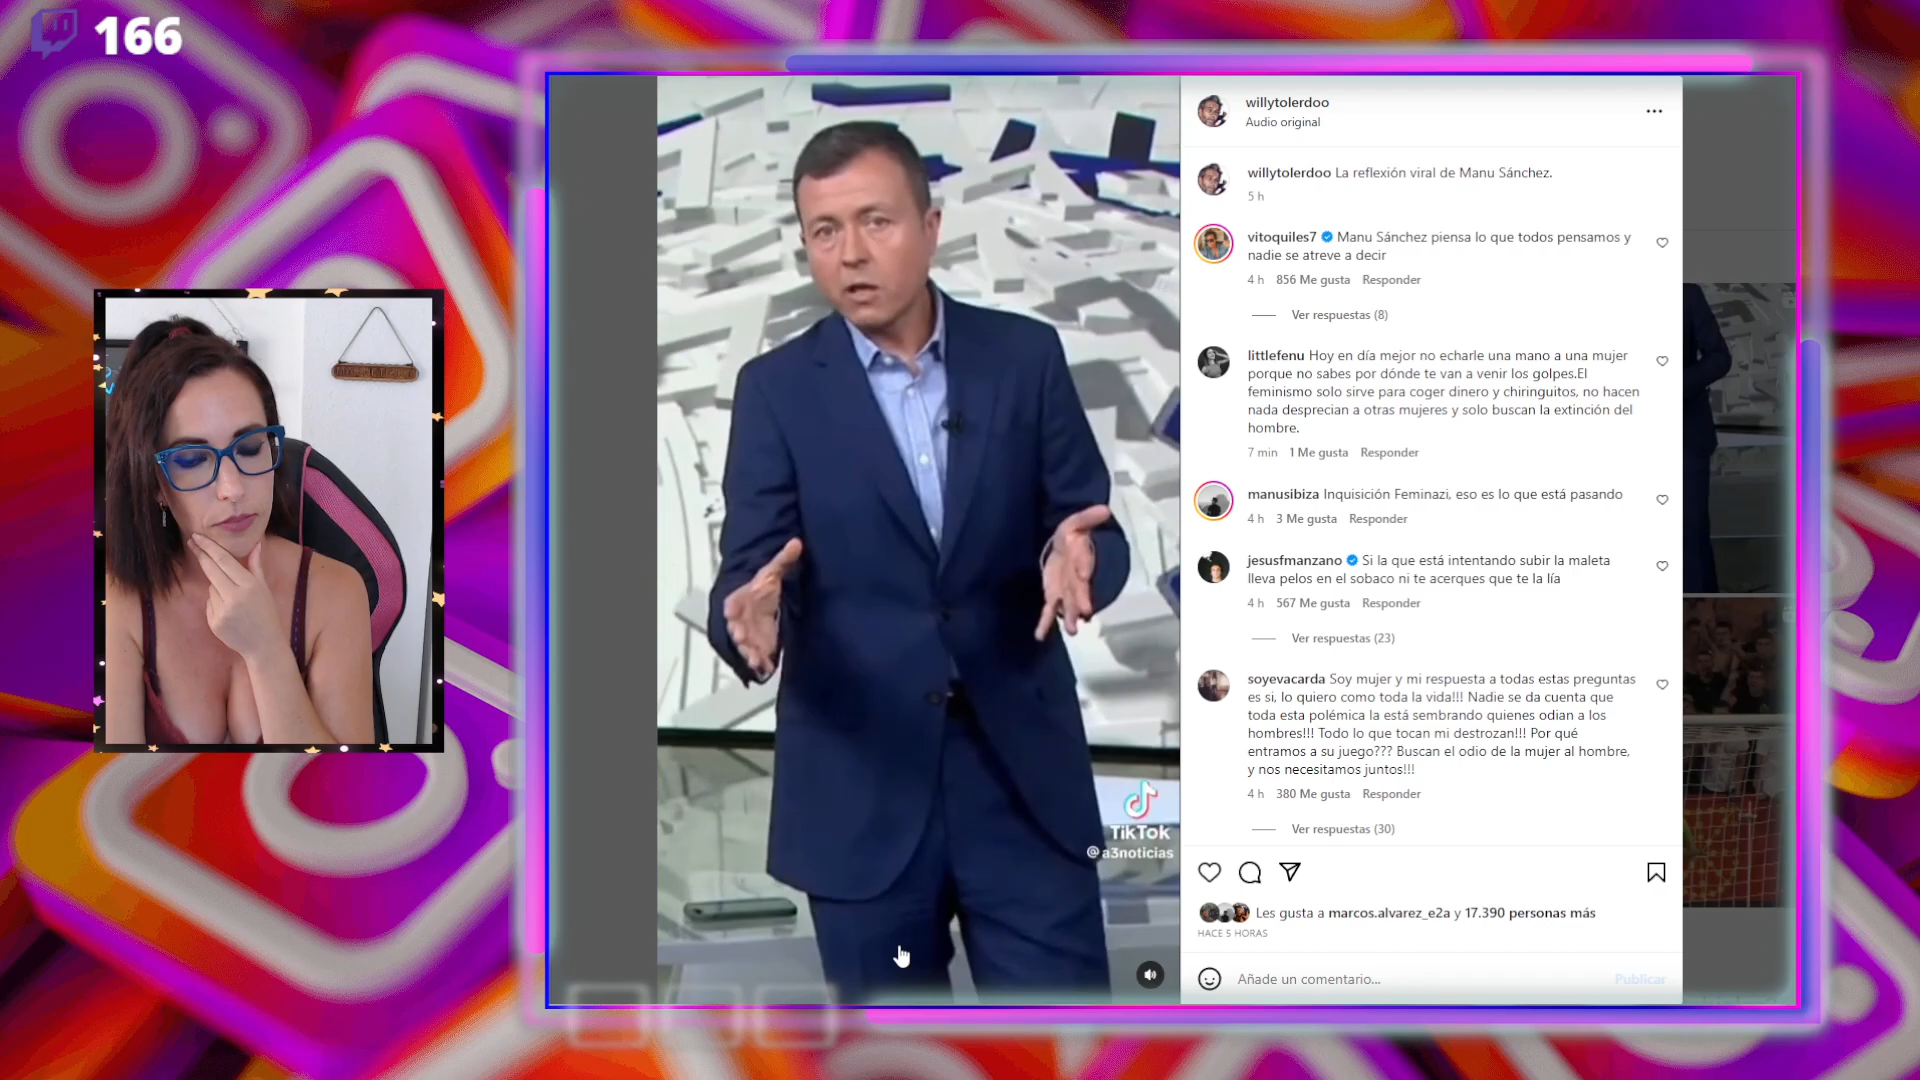 166
willytolerdoo
Audio original
willytolerdoo La reflexión viral de Manu Sánchez.
5 h
vitoquiles7 Manu Sánchez piensa lo que todos pensamos y
nadie se atreve a decir
4 h 856 Me gusta Responder
Ver respuestas (8)
littlefenu Hoy en día mejor no echarle una mano a una mujer
porque no sabes por dónde te van a venir los golpes.El
feminismo solo sirve para coger dinero y chiringuitos, no hacen
nada desprecian a otras mujeres y solo buscan la extinción del
hombre.
7 min 1 Me gusta Responder
manusibiza Inquisición Feminazi, eso es lo que está pasando
4 h 3 Me gusta Responder
jesusfmanzano Si la que está intentando subir la maleta
lleva pelos en el sobaco ni te acerques que te la lía
4 h 567 Me gusta Responder
Ver respuestas (23)
soyevacarda Soy mujer y mi respuesta a todas estas preguntas
es si, lo quiero como toda la vida!!! Nadie se da cuenta que
toda esta polémica la está sembrando quienes odian a los
hombres!!! Todo lo que tocan mi destrozan!!! Por qué
entramos a su juego??? Buscan el odio de la mujer al hombre,
y nos necesitamos juntos!!!
4 h 380 Me gusta Responder
Ver respuestas (30)
Les gusta a marcos.alvarez_e2a y 17.390 personas más
HACE 5 HORAS
Añade un comentario...
Publicar
TikTok
@a3noticias